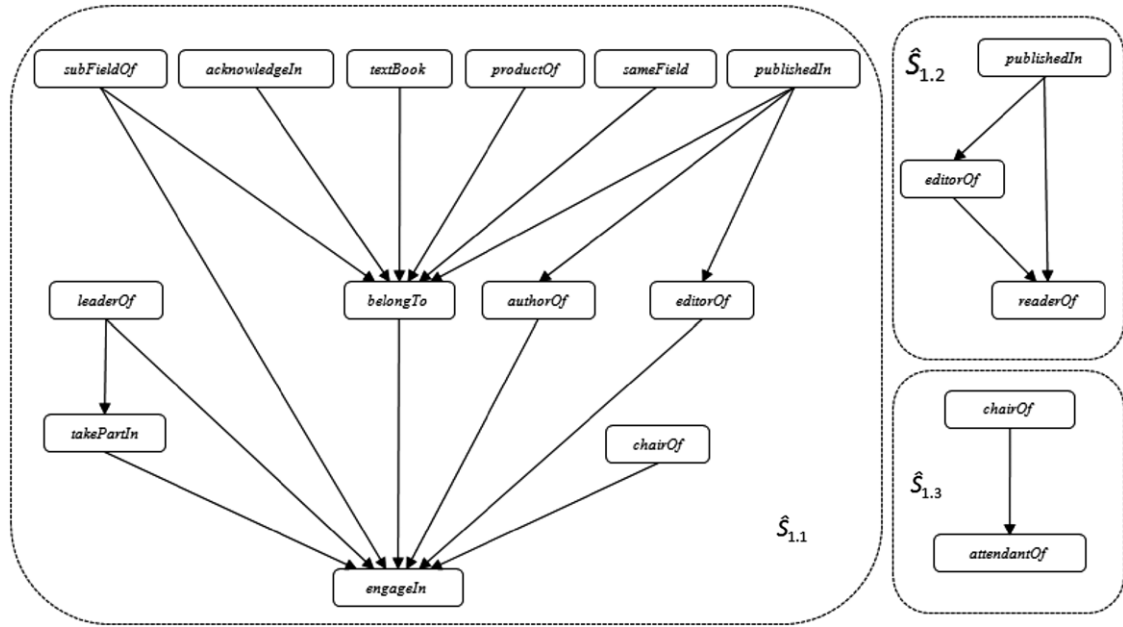 subFieldOf
acknowledgeIn
textBook
productOf
sameField
publishedIn
leaderOf
belongTo
authorOf
editorOf
takePartIn
chairOf
engageIn
Ŝ1.1
Ŝ1.2
publishedIn
editorOf
readerOf
chairOf
Ŝ1.3
attendantOf